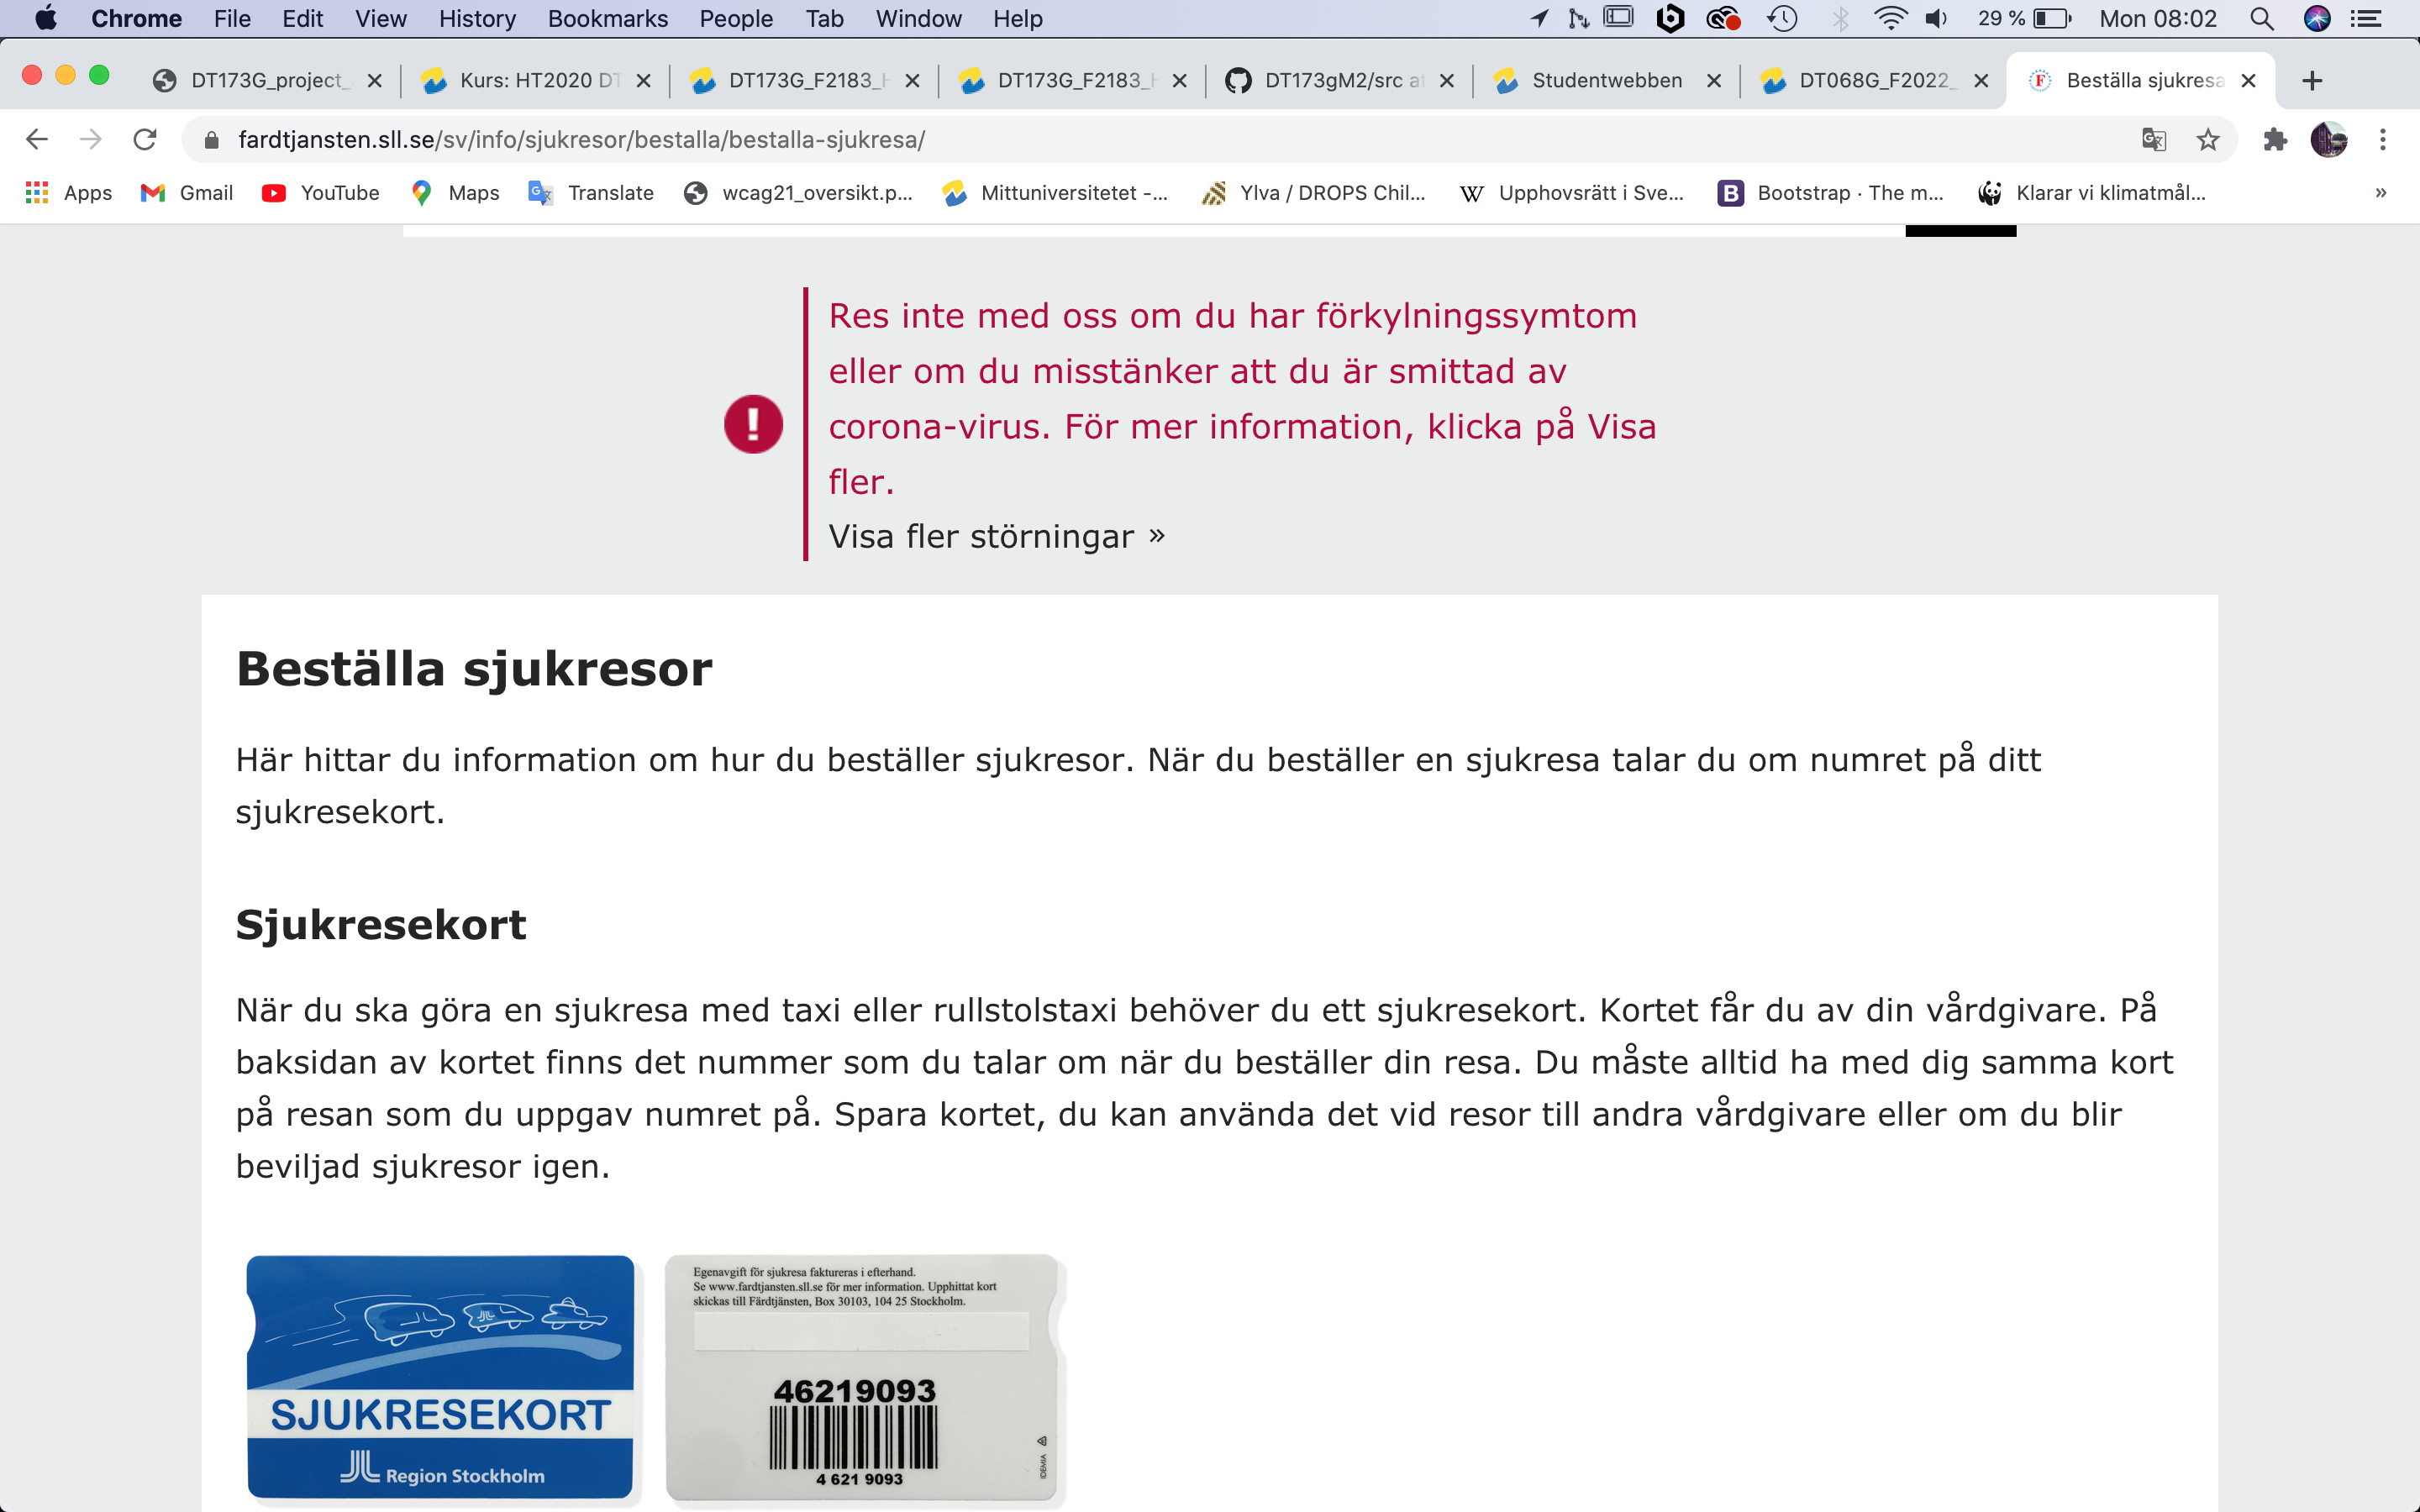 Chrome File Edit View History Bookmarks People Tab Window Help 29 % Mon 08:02
DT173G_project_ Kurs: HT2020 DT DT173G_F2183_H DT173G_F2183_H DT173gM2/src at Studentwebben DT068G_F2022_ Beställa sjukresa
fardtjansten.sll.se/sv/info/sjukresor/bestalla/bestalla-sjukresa/
Apps Gmail YouTube Maps Translate wcag21_oversikt.p... Mittuniversitetet -... Ylva / DROPS Chil... Upphovsrätt i Sve... Bootstrap · The m... Klarar vi klimatmål... »
Res inte med oss om du har förkylningssymtom
eller om du misstänker att du är smittad av
corona-virus. För mer information, klicka på Visa
fler.
Visa fler störningar »
Beställa sjukresor
Här hittar du information om hur du beställer sjukresor. När du beställer en sjukresa talar du om numret på ditt
sjukresekort.
Sjukresekort
När du ska göra en sjukresa med taxi eller rullstolstaxi behöver du ett sjukresekort. Kortet får du av din vårdgivare. På
baksidan av kortet finns det nummer som du talar om när du beställer din resa. Du måste alltid ha med dig samma kort
på resan som du uppgav numret på. Spara kortet, du kan använda det vid resor till andra vårdgivare eller om du blir
beviljad sjukresor igen.
SJUKRESEKORT
Region Stockholm
Egenavgift för sjukresa faktureras i efterhand.
Se www.fardtjansten.sll.se för mer information. Upphittat kort
skickas till Färdtjänsten, Box 30103, 104 25 Stockholm.
46219093
4 621 9093
IDEMIA